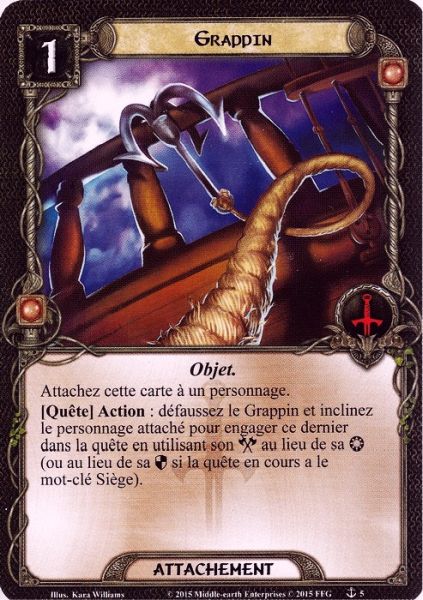 1
Grappin
Objet.
Attachez cette carte à un personnage.
[Quête] Action : défaussez le Grappin et inclinez
le personnage attaché pour engager ce dernier
dans la quête en utilisant son au lieu de sa
(ou au lieu de sa si la quête en cours a le
mot-clé Siège).
ATTACHEMENT
Illus. Kara Williams © 2015 Middle-earth Enterprises © 2015 FFG 5